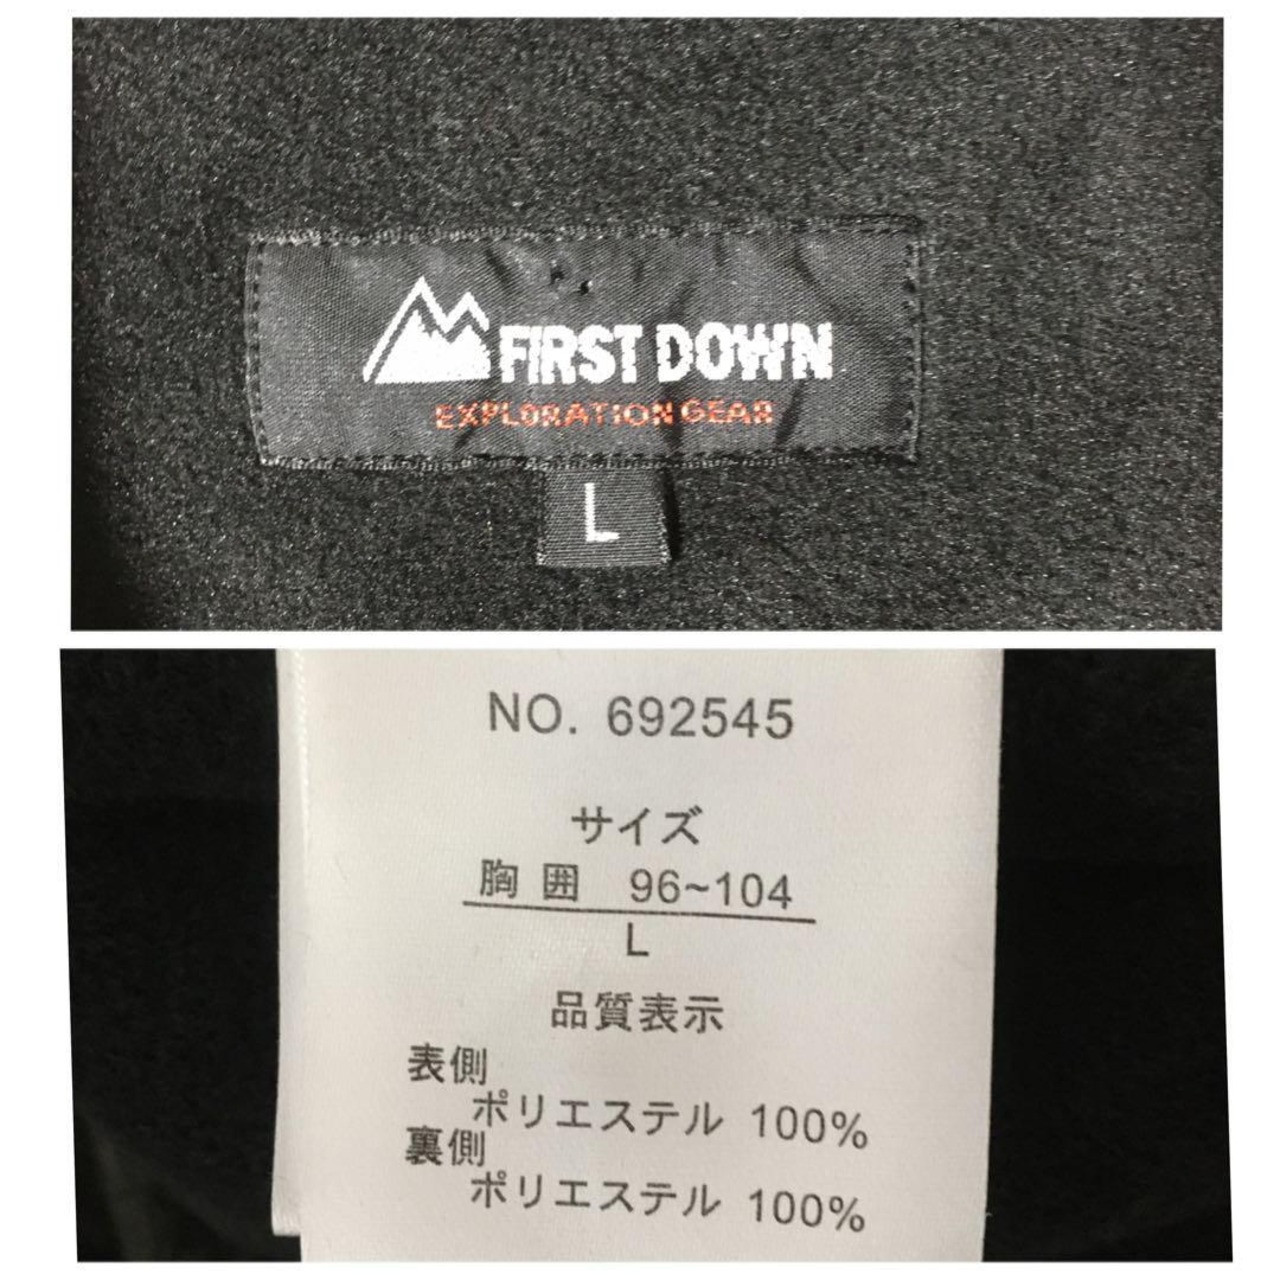 FIRST DOWN
EXPLORATION GEAR
L
NO. 692545
サイズ
胸囲 96~104
L
品質表示
表側
ポリエステル 100%
裏側
ポリエステル 100%